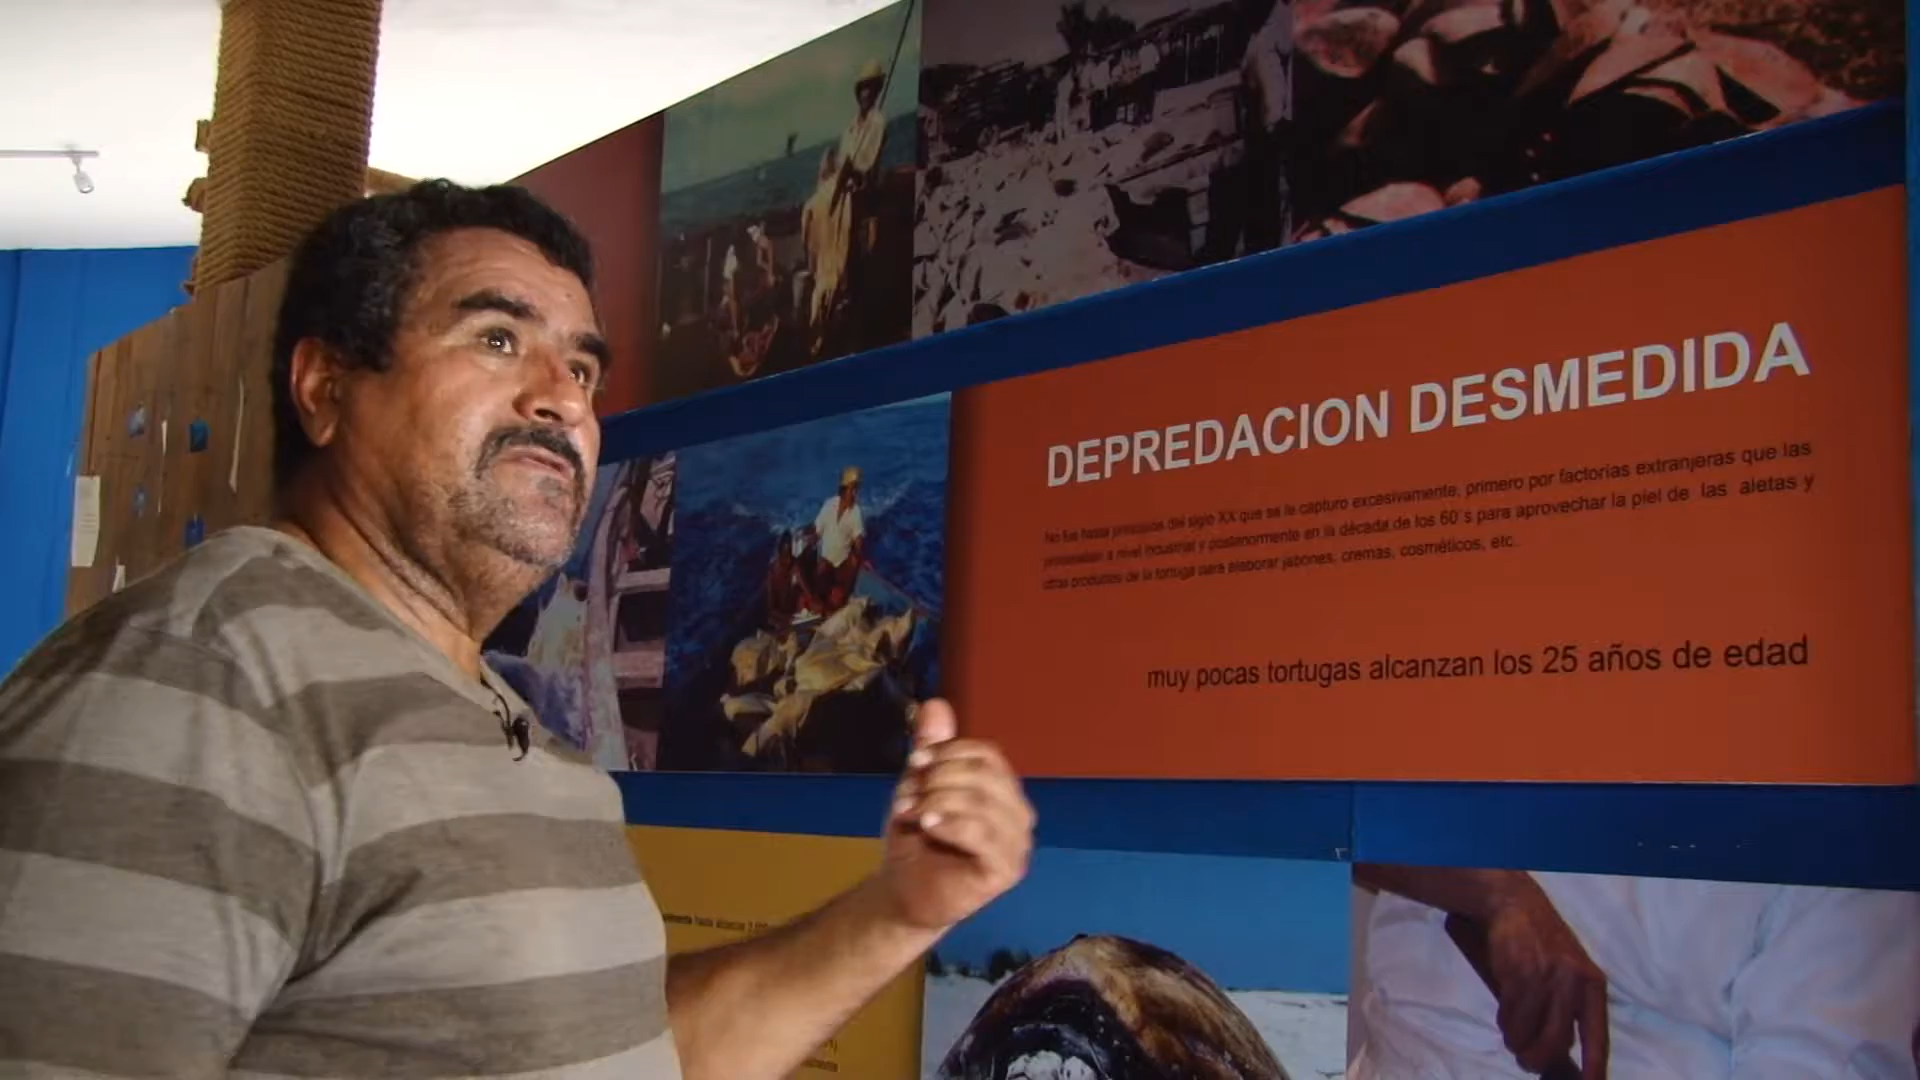 DEPREDACION DESMEDIDA
No fue hasta principios del siglo XX que se le capturo excesivamente, primero por factorias extranjeras que las
procesaban a nivel industrial y posteriormente en la década de los 60´s para aprovechar la piel de las aletas y
otros productos de la tortuga para elaborar jabones, cremas, cosméticos, etc.
muy pocas tortugas alcanzan los 25 años de edad